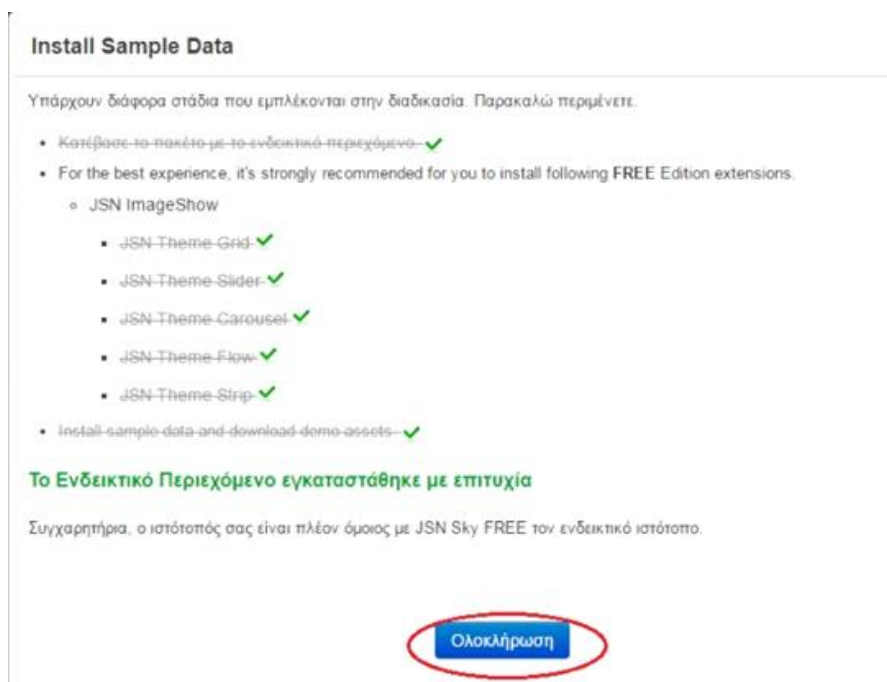 Install Sample Data
Υπάρχουν διάφορα στάδια που εμπλέκονται στην διαδικασία. Παρακαλώ περιμένετε.
Κατέβασε το πακέτο με το ενδεικτικό περιεχόμενο.
For the best experience, it's strongly recommended for you to install following FREE Edition extensions.
JSN ImageShow
JSN Theme Grid
JSN Theme Slider
JSN Theme Carousel
JSN Theme Flow
JSN Theme Strip
Install sample data and download demo assets.
Το Ενδεικτικό Περιεχόμενο εγκαταστάθηκε με επιτυχία
Συγχαρητήρια, ο ιστότοπός σας είναι πλέον όμοιος με JSN Sky FREE τον ενδεικτικό ιστότοπο.
Ολοκλήρωση